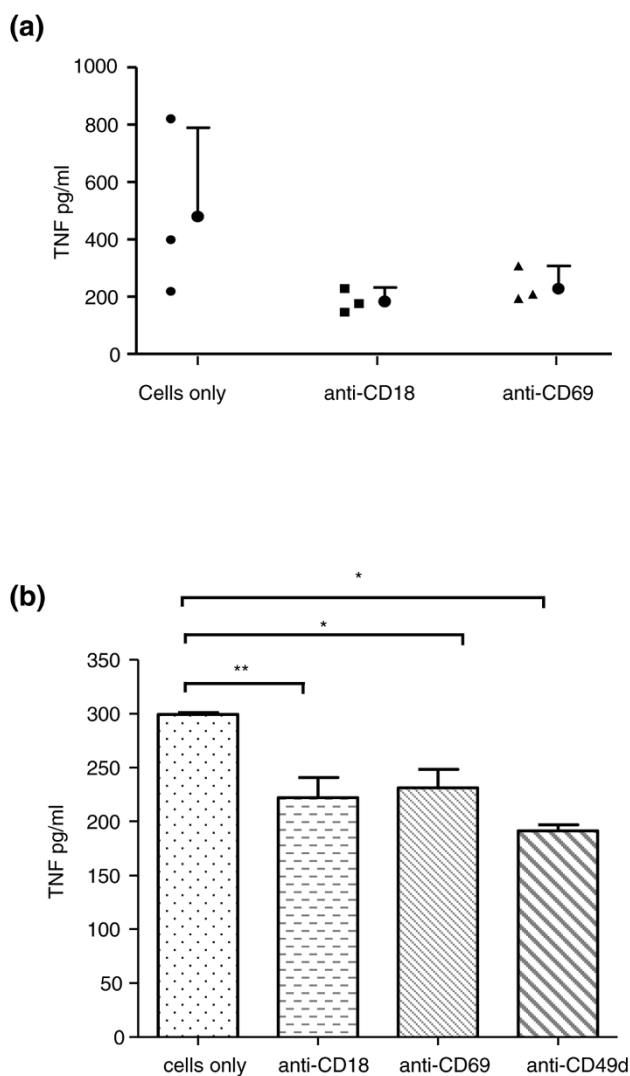 (a)
1000
800
600
400
200
0
TNF pg/ml
Cells only anti-CD18 anti-CD69
(b)
*
*
**
350
300
250
200
150
100
50
0
TNF pg/ml
cells only anti-CD18 anti-CD69 anti-CD49d